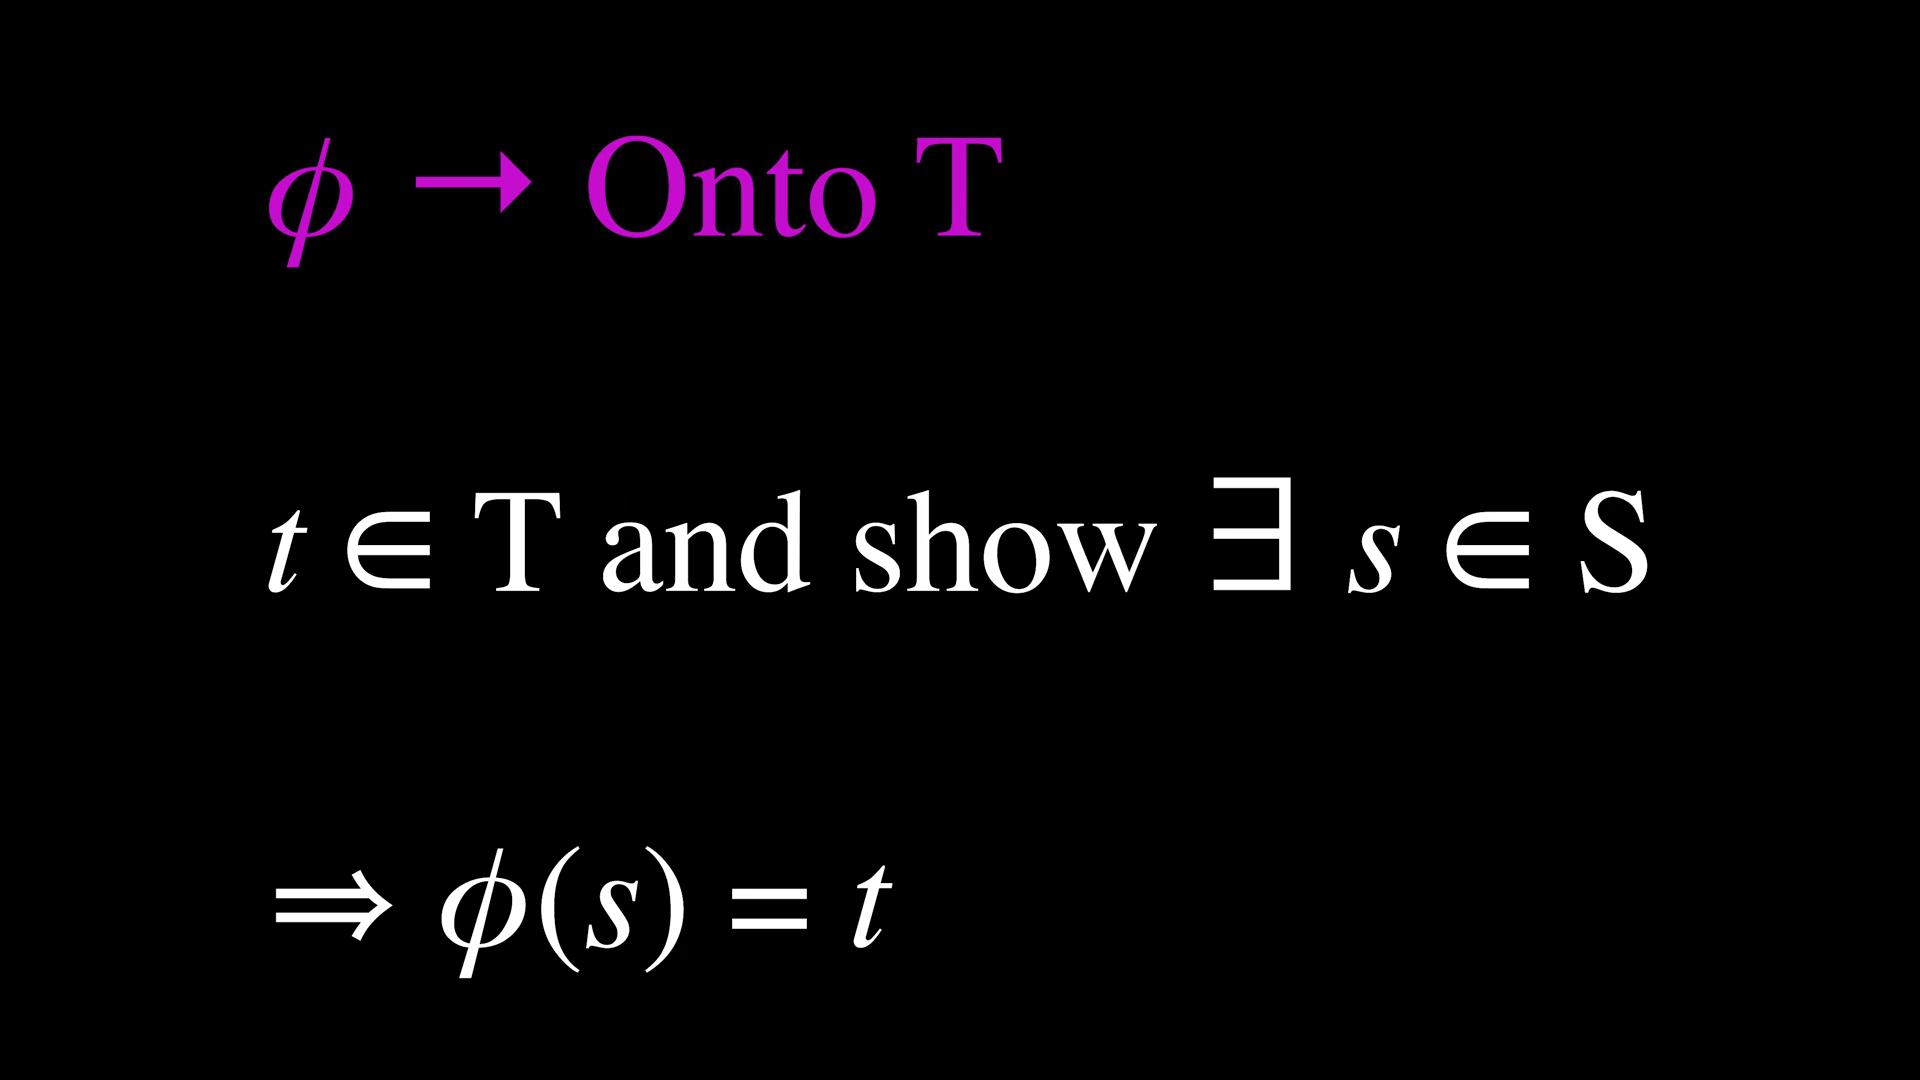 ϕ → Onto T
t ∈ T and show ∃ s ∈ S
⇒ ϕ(s) = t